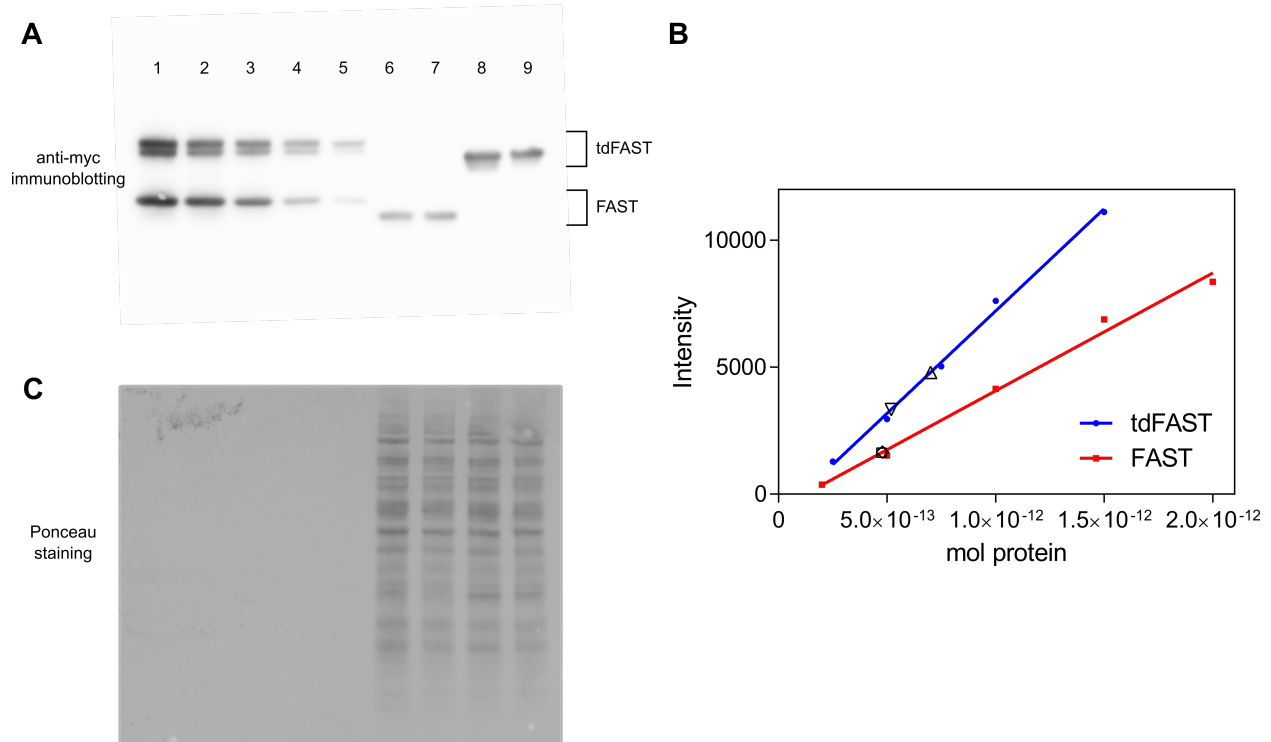 A
1 2 3 4 5 6 7 8 9
anti-myc
immunoblotting
tdFAST
FAST
B
10000
5000
0
Intensity
0 5.0×10⁻¹³ 1.0×10⁻¹² 1.5×10⁻¹² 2.0×10⁻¹²
mol protein
tdFAST
FAST
C
Ponceau
staining